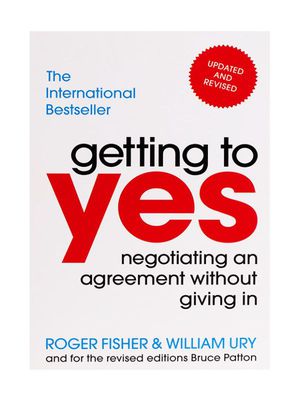 The
International
Bestseller
UPDATED
AND
REVISED
getting to
yes
negotiating an
agreement without
giving in
ROGER FISHER & WILLIAM URY
and for the revised editions Bruce Patton